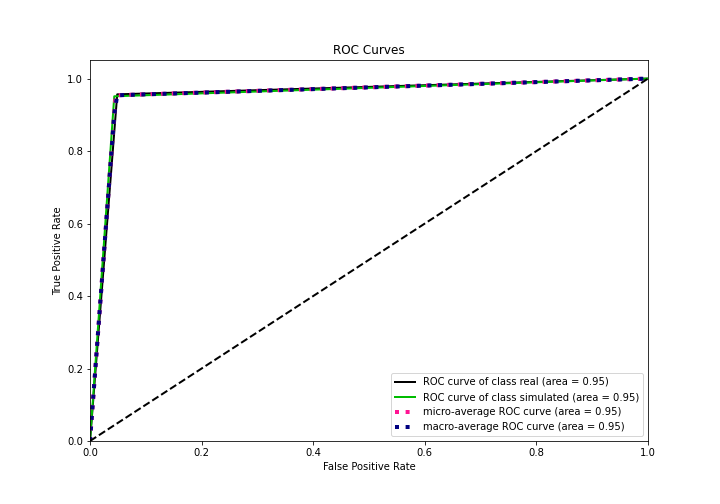 ROC Curves
1.0
0.8
0.6
0.4
0.2
0.0
True Positive Rate
0.0 0.2 0.4 0.6 0.8 1.0
False Positive Rate
ROC curve of class real (area = 0.95)
ROC curve of class simulated (area = 0.95)
micro-average ROC curve (area = 0.95)
macro-average ROC curve (area = 0.95)